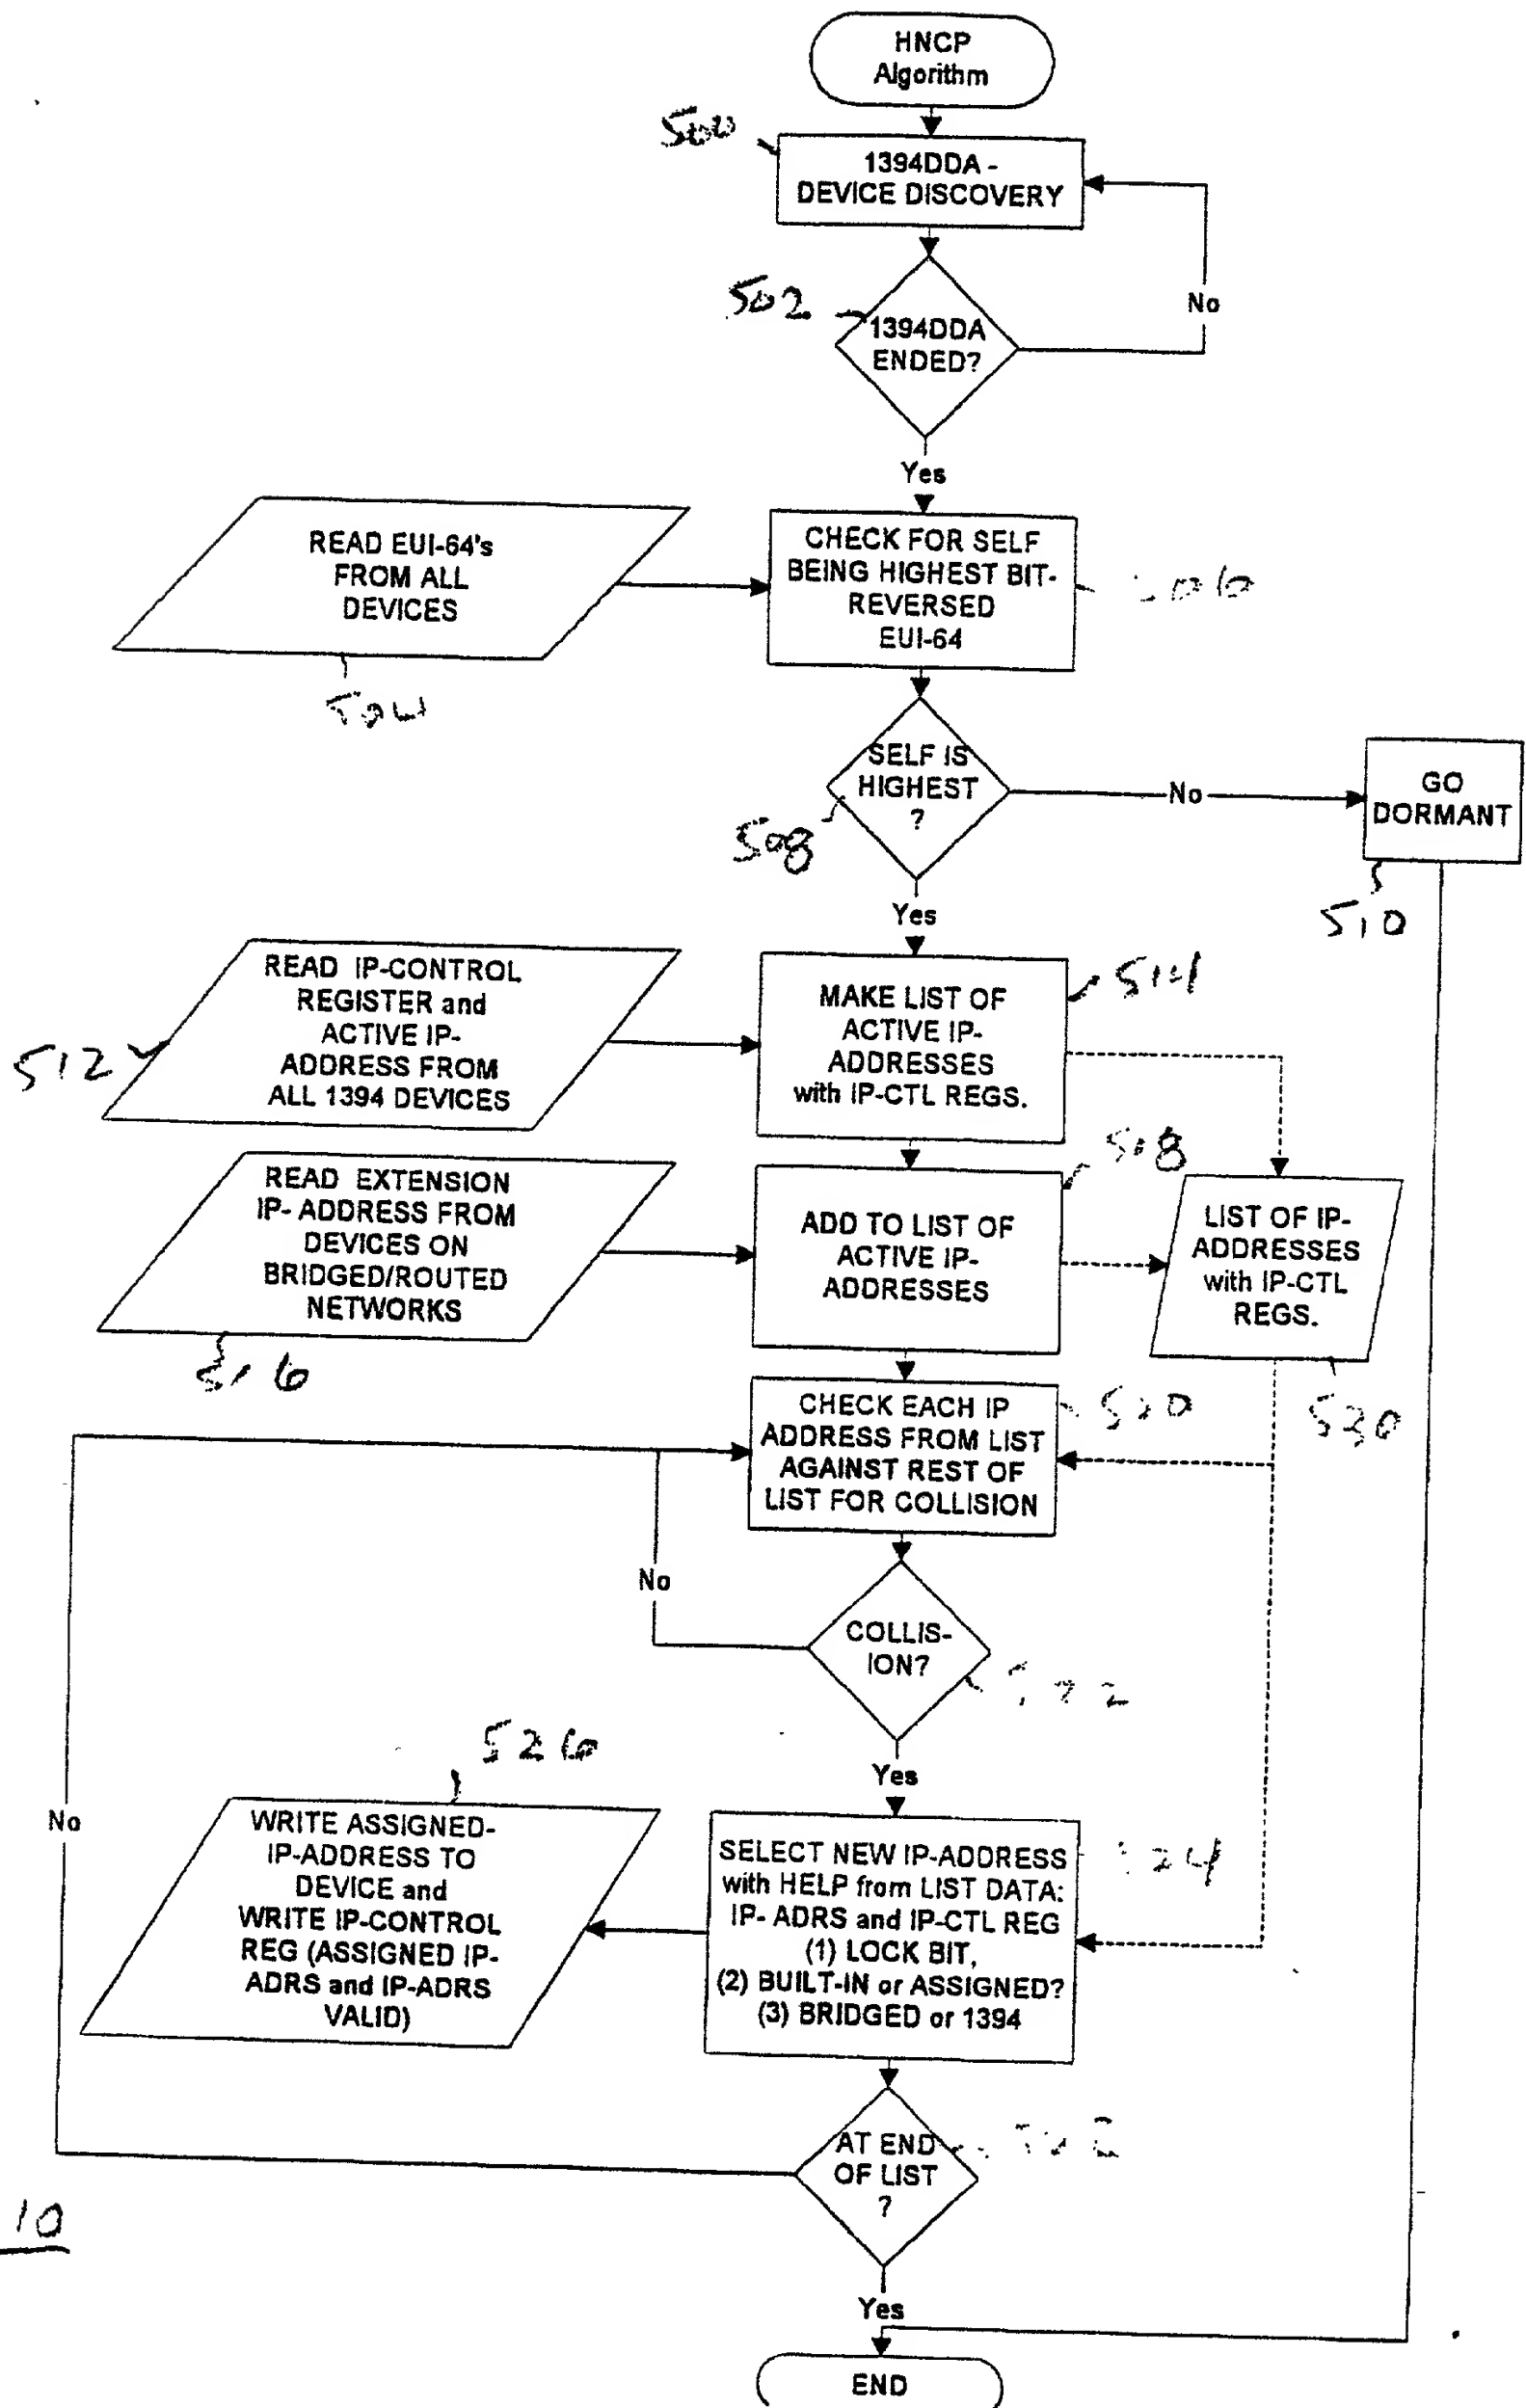 HNCP
Algorithm
500
1394DDA -
DEVICE DISCOVERY
502
No
1394DDA
ENDED?
Yes
READ EUI-64's
FROM ALL
DEVICES
CHECK FOR SELF
BEING HIGHEST BIT-
REVERSED
EUI-64
504
SELF IS
HIGHEST
?
508
No
GO
DORMANT
510
Yes
READ IP-CONTROL
REGISTER and
ACTIVE IP-
ADDRESS FROM
ALL 1394 DEVICES
512
MAKE LIST OF
ACTIVE IP-
ADDRESSES
with IP-CTL REGS.
514
READ EXTENSION
IP- ADDRESS FROM
DEVICES ON
BRIDGED/ROUTED
NETWORKS
516
ADD TO LIST OF
ACTIVE IP-
ADDRESSES
LIST OF IP-
ADDRESSES
with IP-CTL
REGS.
530
CHECK EACH IP
ADDRESS FROM LIST
AGAINST REST OF
LIST FOR COLLISION
520
No
COLLIS-
ION?
Yes
526
No
WRITE ASSIGNED-
IP-ADDRESS TO
DEVICE and
WRITE IP-CONTROL
REG (ASSIGNED IP-
ADRS and IP-ADRS
VALID)
SELECT NEW IP-ADDRESS
with HELP from LIST DATA:
IP- ADRS and IP-CTL REG
(1) LOCK BIT,
(2) BUILT-IN or ASSIGNED?
(3) BRIDGED or 1394
AT END
OF LIST
?
10
Yes
END